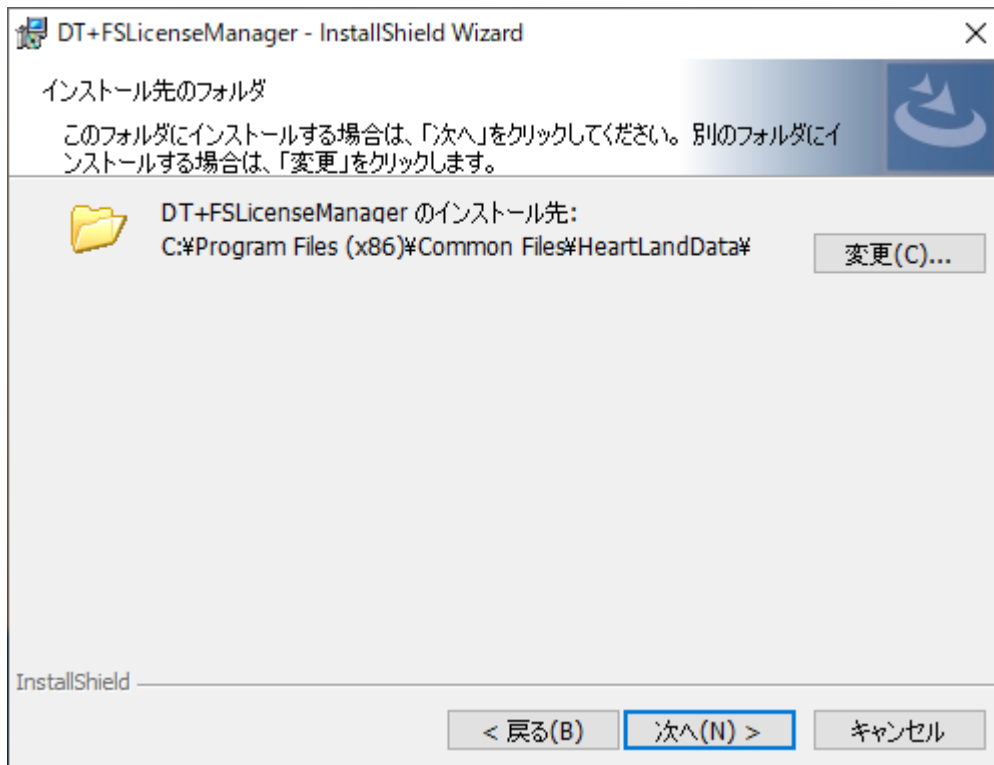 DT+FSLicenseManager - InstallShield Wizard
インストール先のフォルダ
このフォルダにインストールする場合は、「次へ」をクリックしてください。別のフォルダにイ
ンストールする場合は、「変更」をクリックします。
DT+FSLicenseManager のインストール先:
C:¥Program Files (x86)¥Common Files¥HeartLandData¥
変更(C)...
InstallShield
< 戻る(B)
次へ(N) >
キャンセル